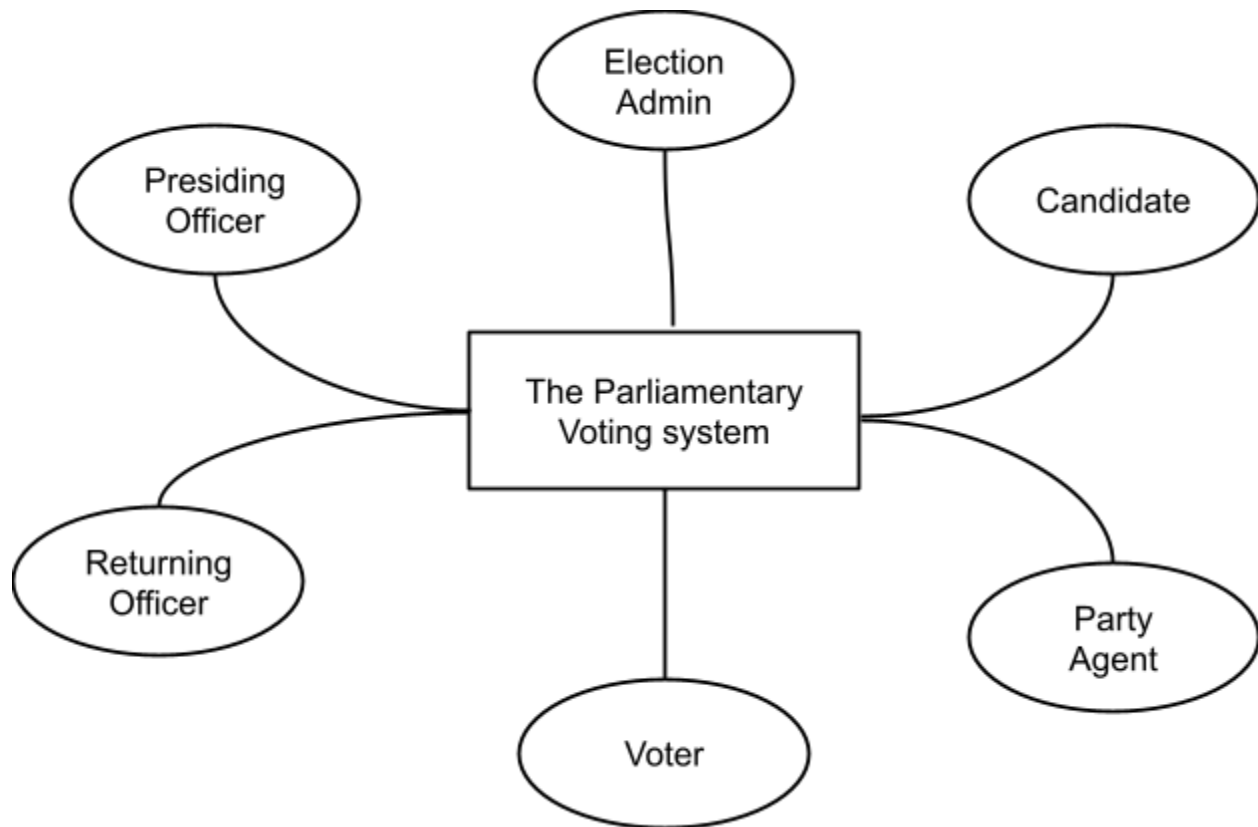 Election
Admin
Presiding
Officer
Candidate
The Parliamentary
Voting system
Returning
Officer
Party
Agent
Voter